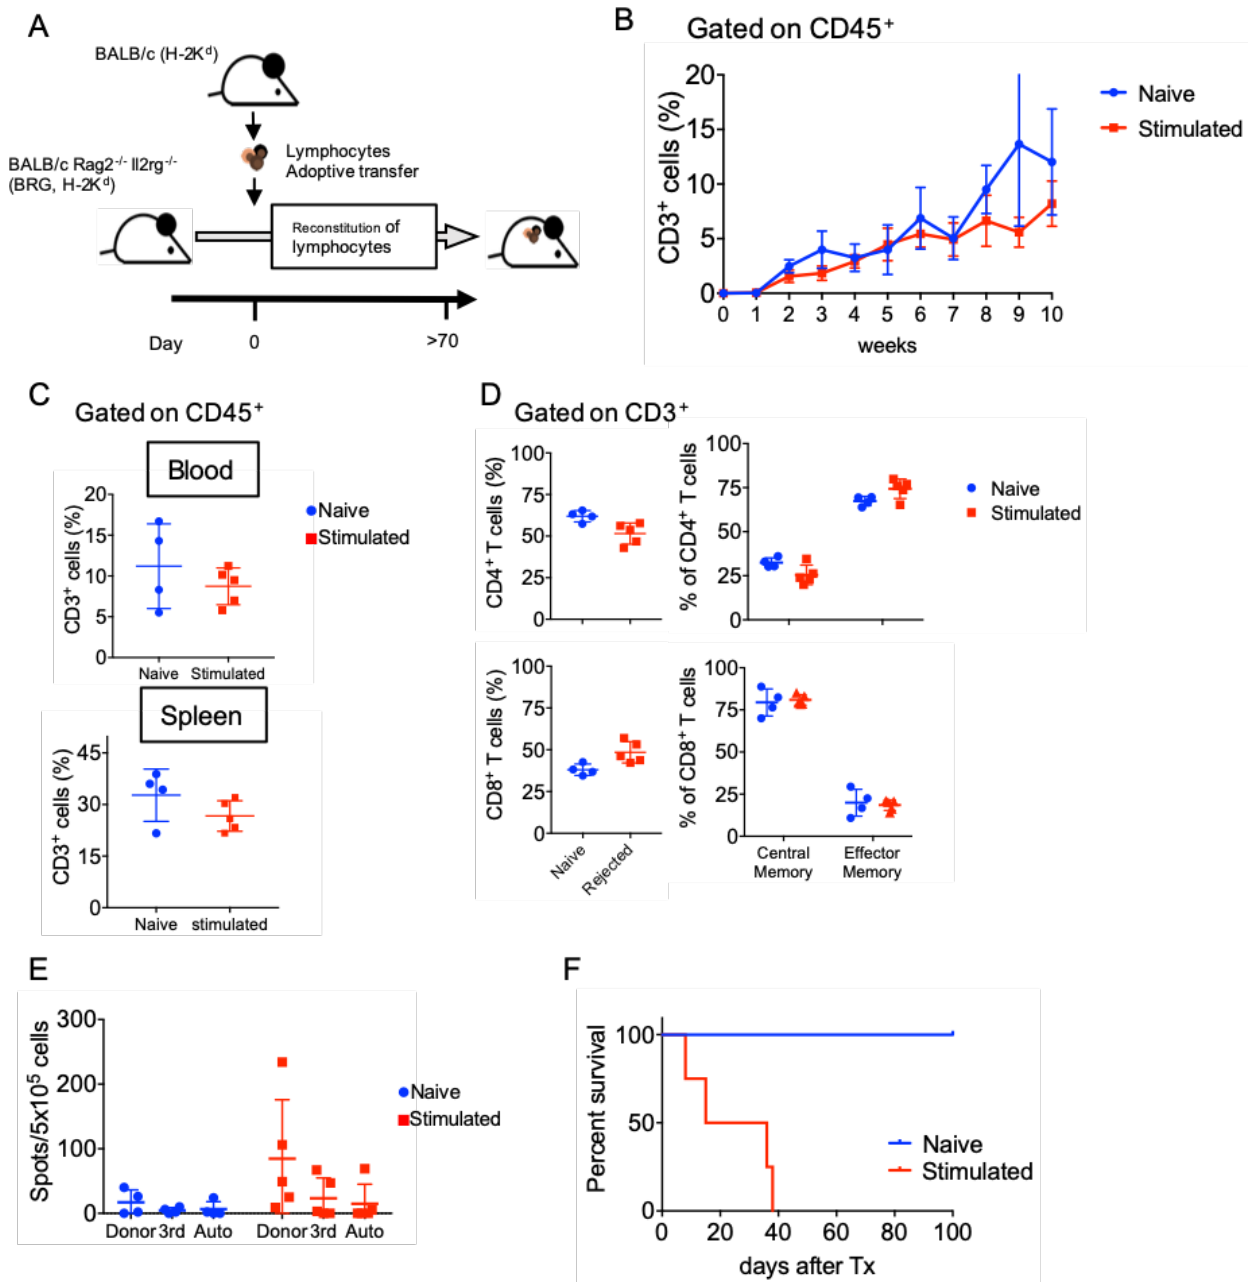 A
BALB/c (H-2Kᵈ)
Lymphocytes
Adoptive transfer
BALB/c Rag2⁻/⁻ Il2rg⁻/⁻
(BRG, H-2Kᵈ)
Reconstitution of
lymphocytes
Day
0
>70
B
Gated on CD45⁺
CD3⁺ cells (%)
20
15
10
5
0
0 1 2 3 4 5 6 7 8 9 10
weeks
Naive
Stimulated
C
Gated on CD45⁺
Blood
CD3⁺ cells (%)
20
15
10
5
0
Naive Stimulated
Naive
Stimulated
Spleen
CD3⁺ cells (%)
45
30
15
0
Naive stimulated
D
Gated on CD3⁺
CD4⁺ T cells (%)
100
75
50
25
0
% of CD4⁺ T cells
100
75
50
25
0
Naive
Stimulated
CD8⁺ T cells (%)
100
75
50
25
0
Naive
Rejected
% of CD8⁺ T cells
100
75
50
25
0
Central
Memory
Effector
Memory
E
Spots/5x10⁵ cells
300
200
100
0
Donor 3rd Auto Donor 3rd Auto
Naive
Stimulated
F
Percent survival
100
50
0
0 20 40 60 80 100
days after Tx
Naive
Stimulated